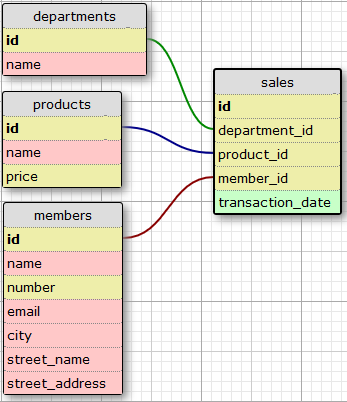 departments
id
name
products
id
name
price
members
id
name
number
email
city
street_name
street_address
sales
id
department_id
product_id
member_id
transaction_date